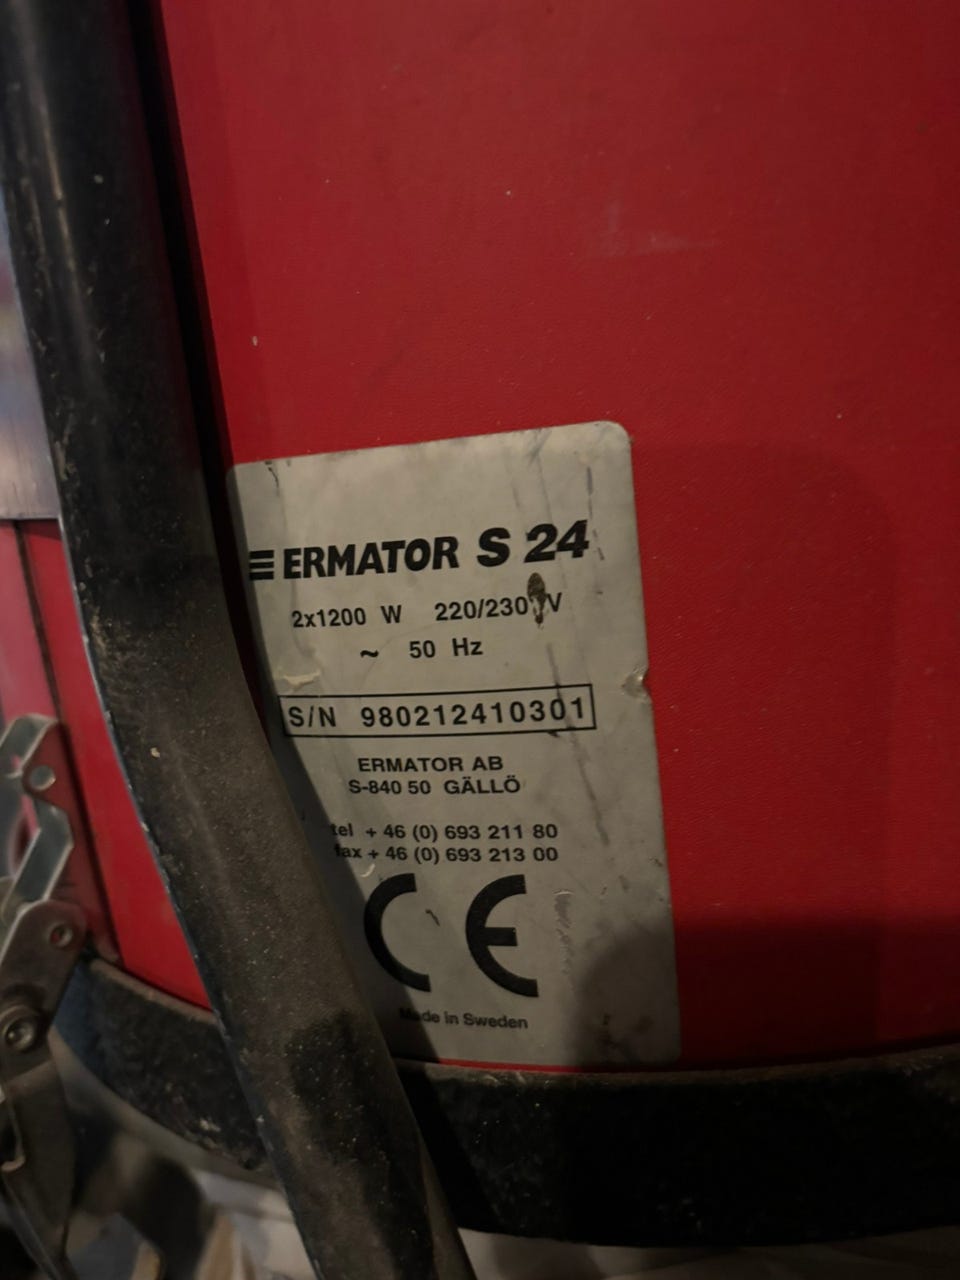 ERMATOR S 24
2x1200 W 220/230 V
~ 50 Hz
S/N 980212410301
ERMATOR AB
S-840 50 GÄLLÖ
tel + 46 (0) 693 211 80
fax + 46 (0) 693 213 00
CE
Made in Sweden